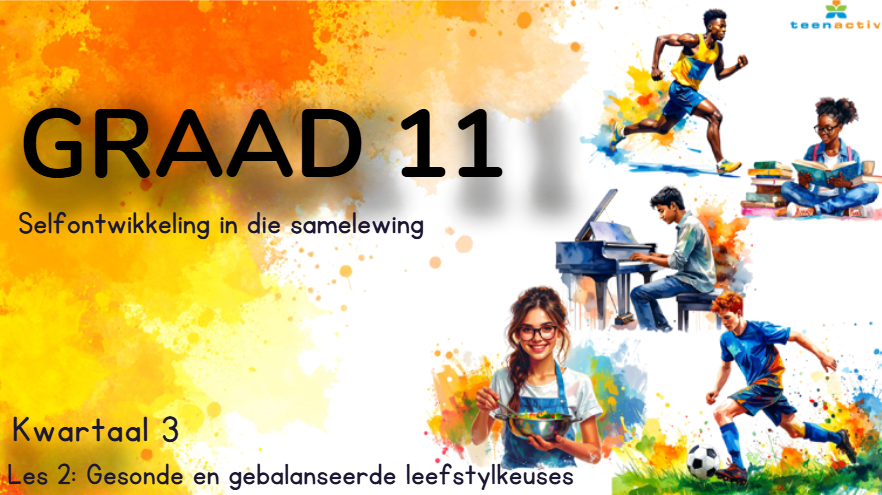 teenactiv
GRAAD 11
Selfontwikkeling in die samelewing
Kwartaal 3
Les 2: Gesonde en gebalanseerde leefstylkeuses